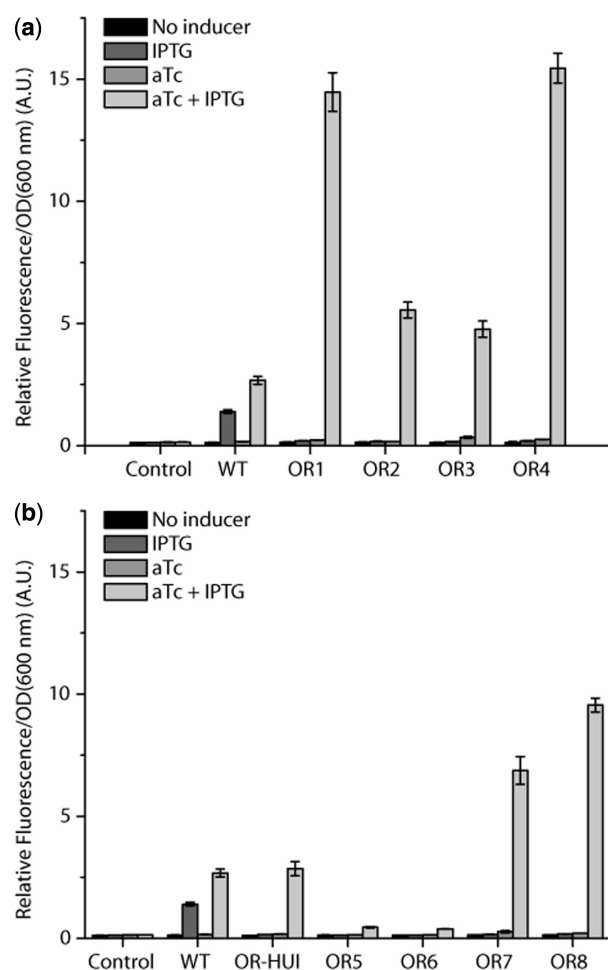 (a)
No inducer
IPTG
aTc
aTc + IPTG
Relative Fluorescence/OD(600 nm) (A.U.)
15
10
5
0
Control WT OR1 OR2 OR3 OR4
(b)
No inducer
IPTG
aTc
aTc + IPTG
Relative Fluorescence/OD(600 nm) (A.U.)
15
10
5
0
Control WT OR-HUI OR5 OR6 OR7 OR8